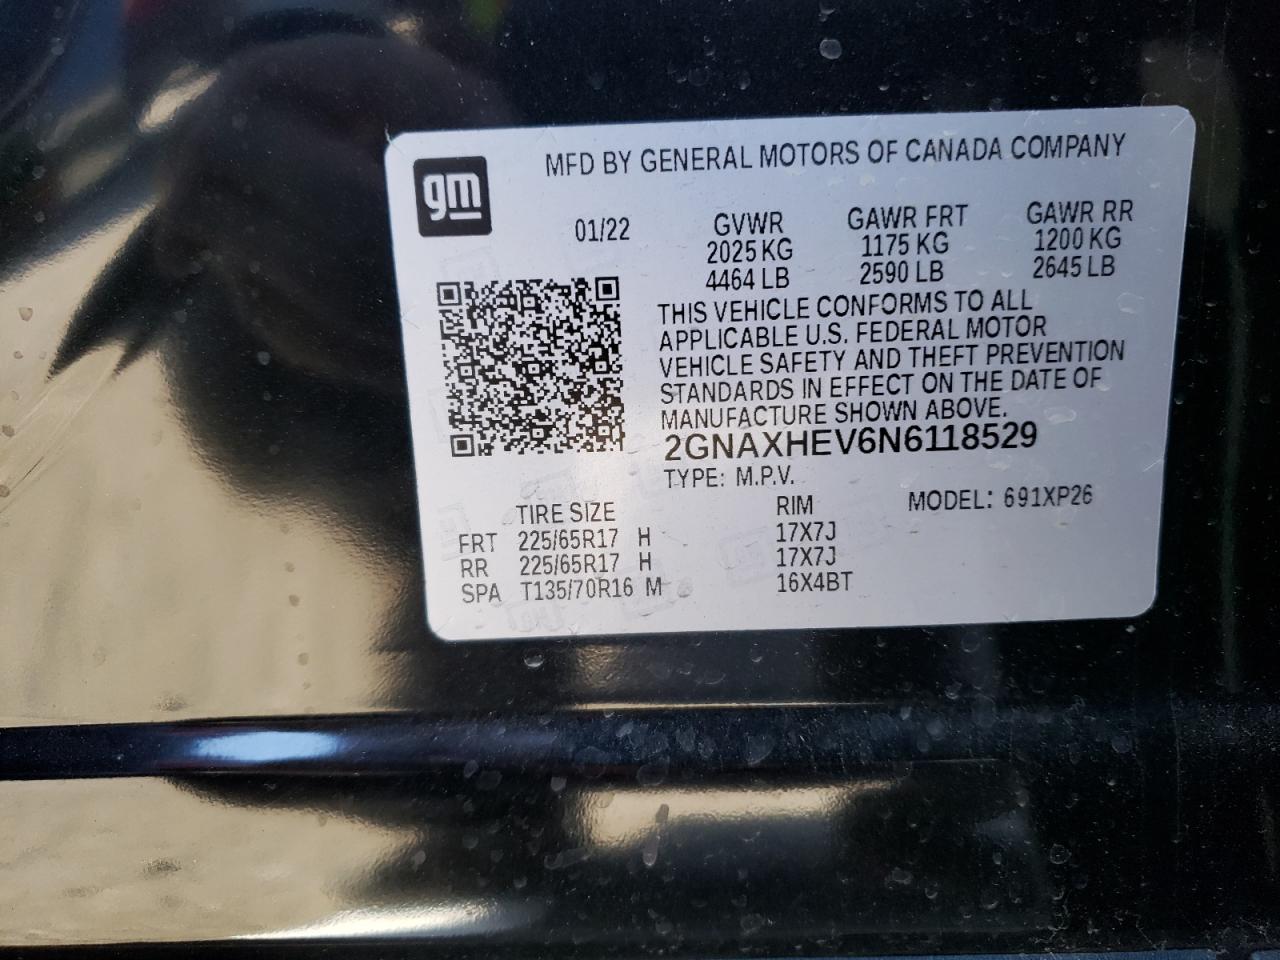 gm
MFD BY GENERAL MOTORS OF CANADA COMPANY
01/22
GVWR
2025 KG
4464 LB
GAWR FRT
1175 KG
2590 LB
GAWR RR
1200 KG
2645 LB
THIS VEHICLE CONFORMS TO ALL
APPLICABLE U.S. FEDERAL MOTOR
VEHICLE SAFETY AND THEFT PREVENTION
STANDARDS IN EFFECT ON THE DATE OF
MANUFACTURE SHOWN ABOVE.
2GNAXHEV6N6118529
TYPE: M.P.V.
MODEL: 691XP26
TIRE SIZE RIM
FRT 225/65R17 H 17X7J
RR 225/65R17 H 17X7J
SPA T135/70R16 M 16X4BT